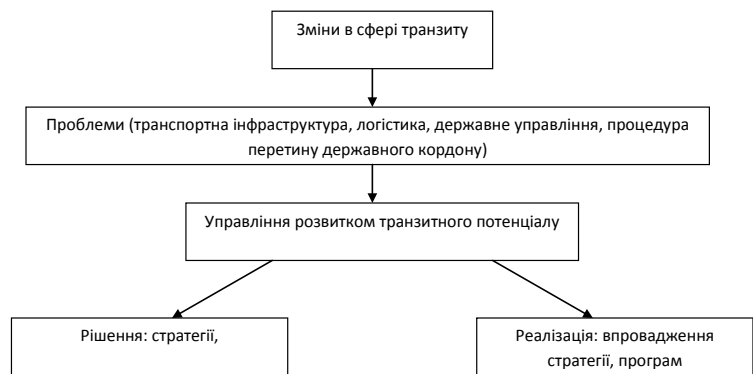 Зміни в сфері транзиту
Проблеми (транспортна інфраструктура, логістика, державне управління, процедура
перетину державного кордону)
Управління розвитком транзитного потенціалу
Рішення: стратегії,
Реалізація: впровадження
стратегії, програм